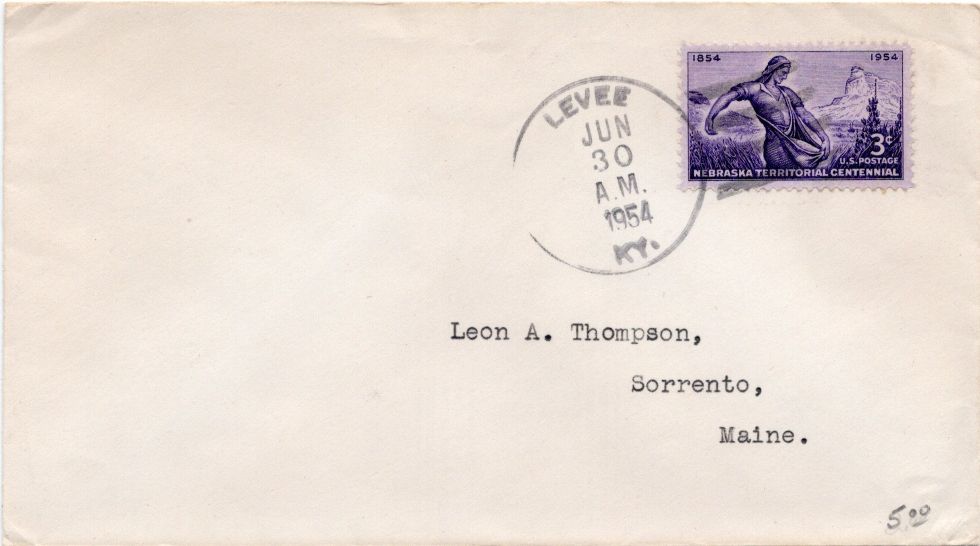 1854 1954
3¢
U.S. POSTAGE
NEBRASKA TERRITORIAL CENTENNIAL
LEVEE
JUN
30
A.M.
1954
KY.
Leon A. Thompson,
Sorrento,
Maine.
5.00